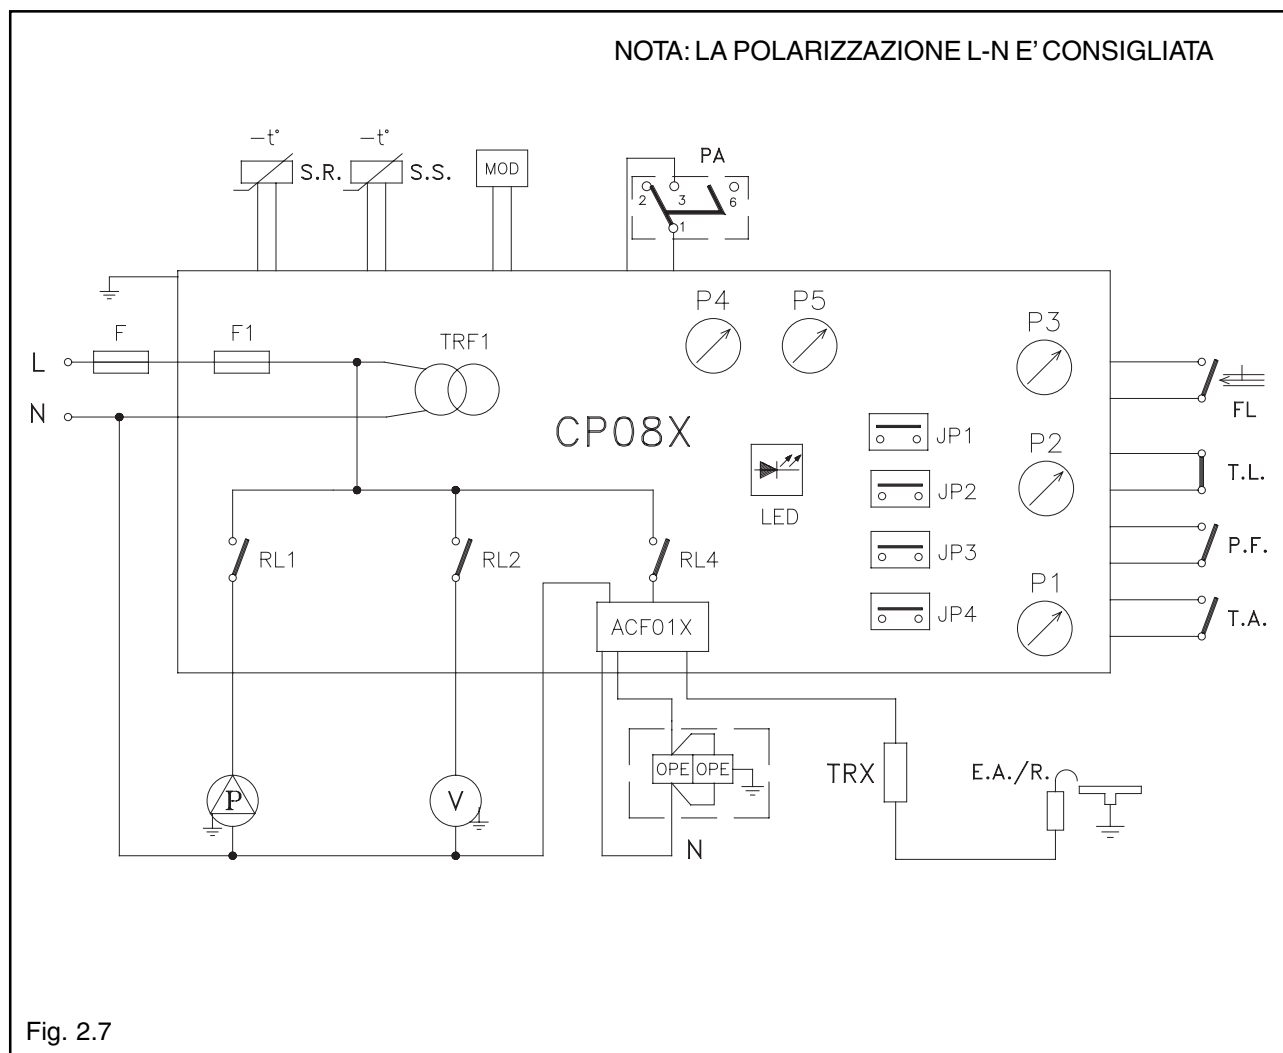 NOTA: LA POLARIZZAZIONE L-N E' CONSIGLIATA
–t° S.R.
–t° S.S.
MOD
PA
2 3 6
1
P4 P5
P3
F F1 TRF1
L
N
FL
CP08X
JP1
P2
LED
JP2
T.L.
RL1 RL2 RL4
JP3
P.F.
ACF01X
P1
JP4
T.A.
OPE OPE
TRX
E.A./R.
P
V
N
Fig. 2.7